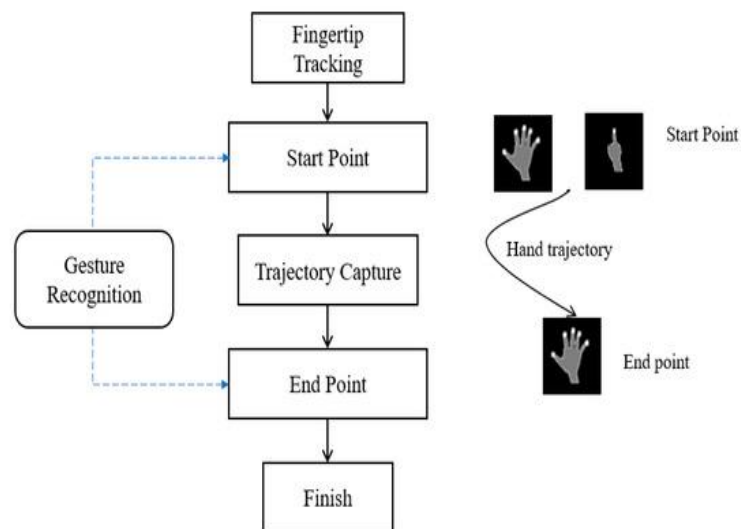 Fingertip
Tracking
Start Point
Start Point
Gesture
Recognition
Trajectory Capture
Hand trajectory
End Point
End point
Finish